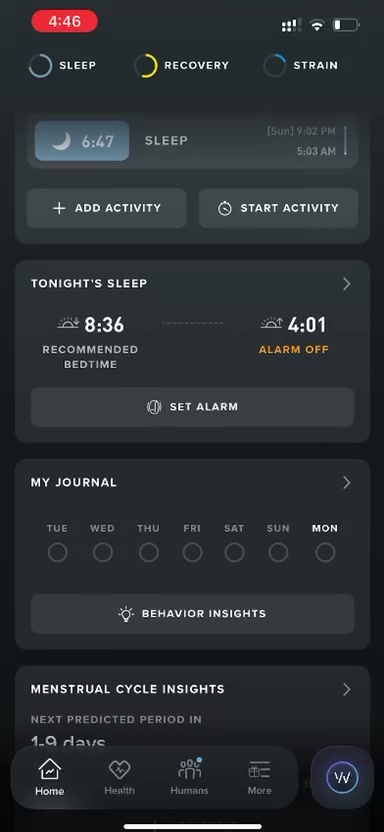 4:46
SLEEP RECOVERY STRAIN
6:47 SLEEP [Sun] 9:02 PM
5:03 AM
+ ADD ACTIVITY START ACTIVITY
TONIGHT'S SLEEP
8:36 4:01
RECOMMENDED BEDTIME ALARM OFF
SET ALARM
MY JOURNAL
TUE WED THU FRI SAT SUN MON
BEHAVIOR INSIGHTS
MENSTRUAL CYCLE INSIGHTS
NEXT PREDICTED PERIOD IN
1-9 days
Home Health Humans More W